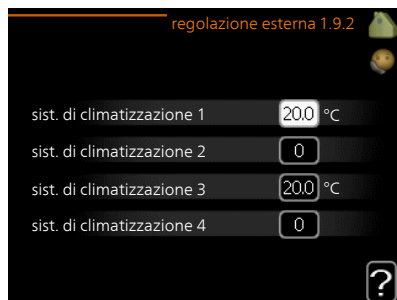 regolazione esterna 1.9.2
sist. di climatizzazione 1 20.0 °C
sist. di climatizzazione 2 0
sist. di climatizzazione 3 20.0 °C
sist. di climatizzazione 4 0
?